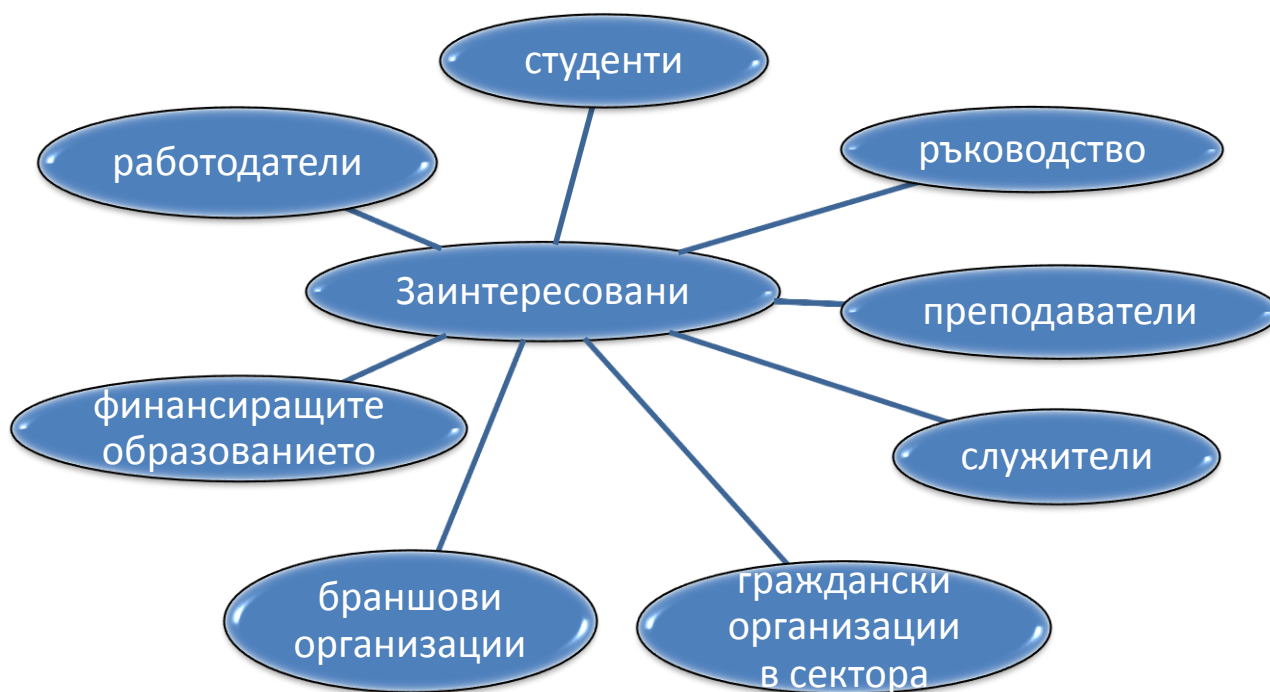 студенти
работодатели
ръководство
Заинтересовани
преподаватели
финансиращите
образованието
служители
браншови
организации
граждански
организации
в сектора